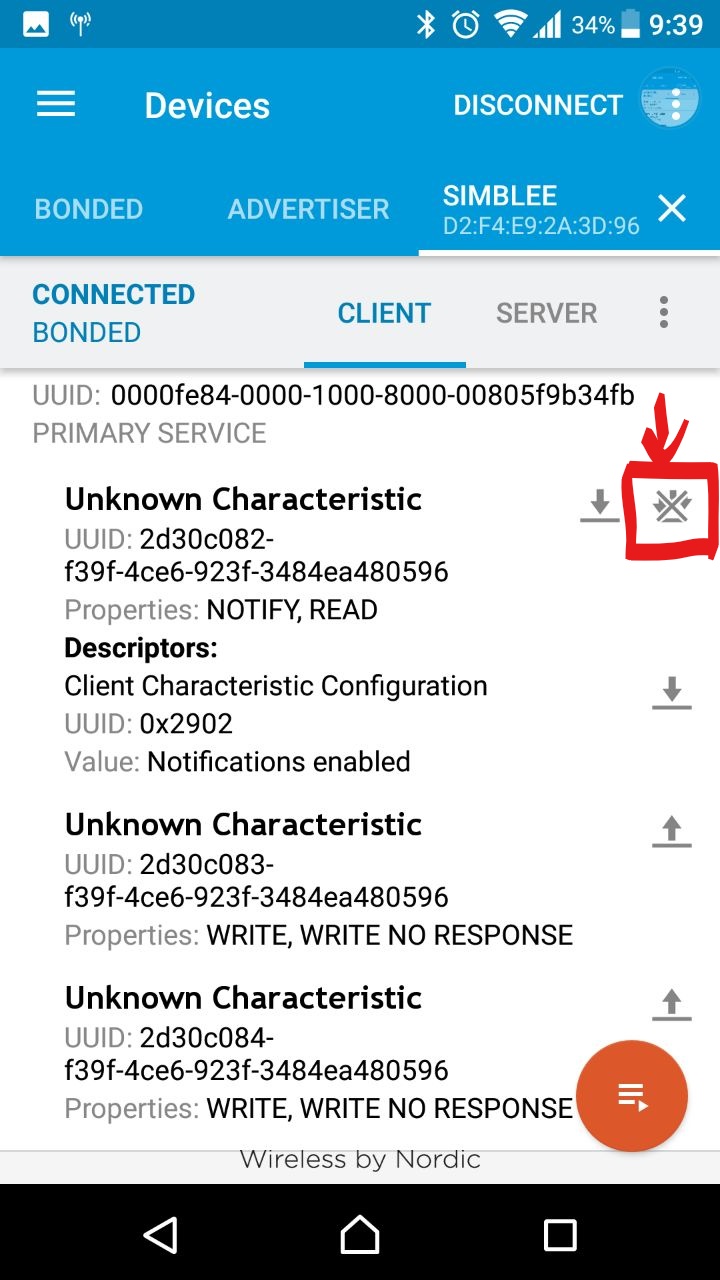 34% 9:39
Devices DISCONNECT
BONDED ADVERTISER SIMBLEE
D2:F4:E9:2A:3D:96
CONNECTED
BONDED
CLIENT SERVER
UUID: 0000fe84-0000-1000-8000-00805f9b34fb
PRIMARY SERVICE
Unknown Characteristic
UUID: 2d30c082-
f39f-4ce6-923f-3484ea480596
Properties: NOTIFY, READ
Descriptors:
Client Characteristic Configuration
UUID: 0x2902
Value: Notifications enabled
Unknown Characteristic
UUID: 2d30c083-
f39f-4ce6-923f-3484ea480596
Properties: WRITE, WRITE NO RESPONSE
Unknown Characteristic
UUID: 2d30c084-
f39f-4ce6-923f-3484ea480596
Properties: WRITE, WRITE NO RESPONSE
Wireless by Nordic